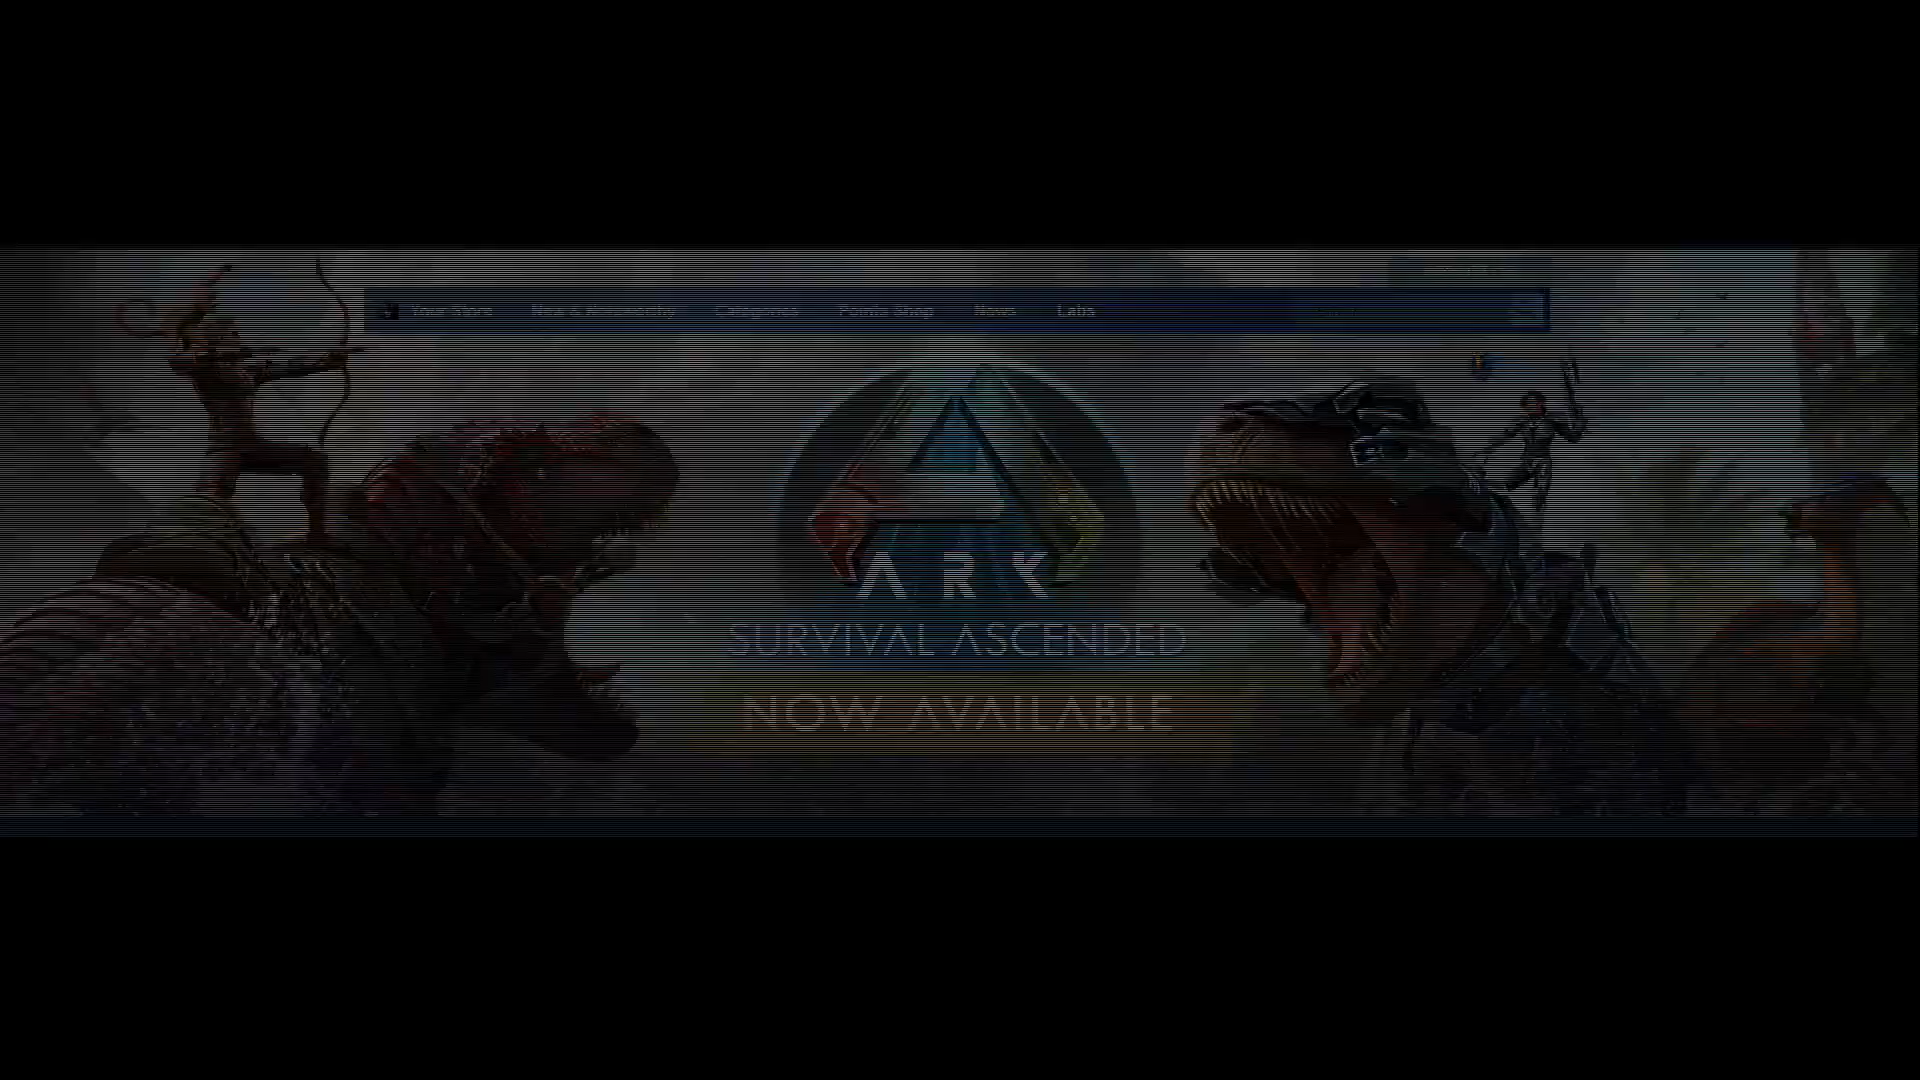 Your Store New & Noteworthy Categories Points Shop News Labs
ARK
SURVIVAL ASCENDED
NOW AVAILABLE